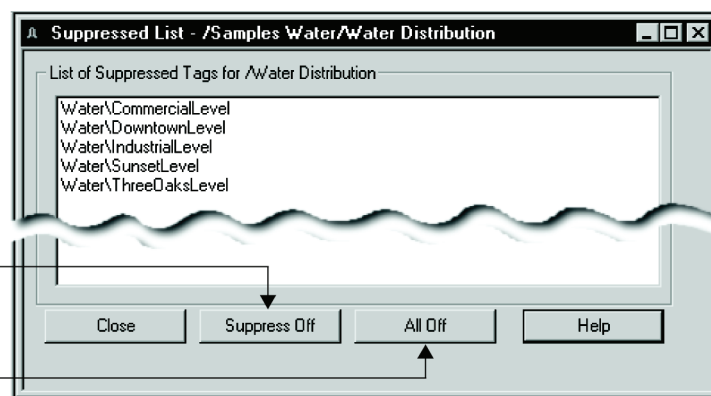 Suppressed List - /Samples Water/Water Distribution
List of Suppressed Tags for /Water Distribution
Water\CommercialLevel
Water\DowntownLevel
Water\IndustrialLevel
Water\SunsetLevel
Water\ThreeOaksLevel
Close Suppress Off All Off Help